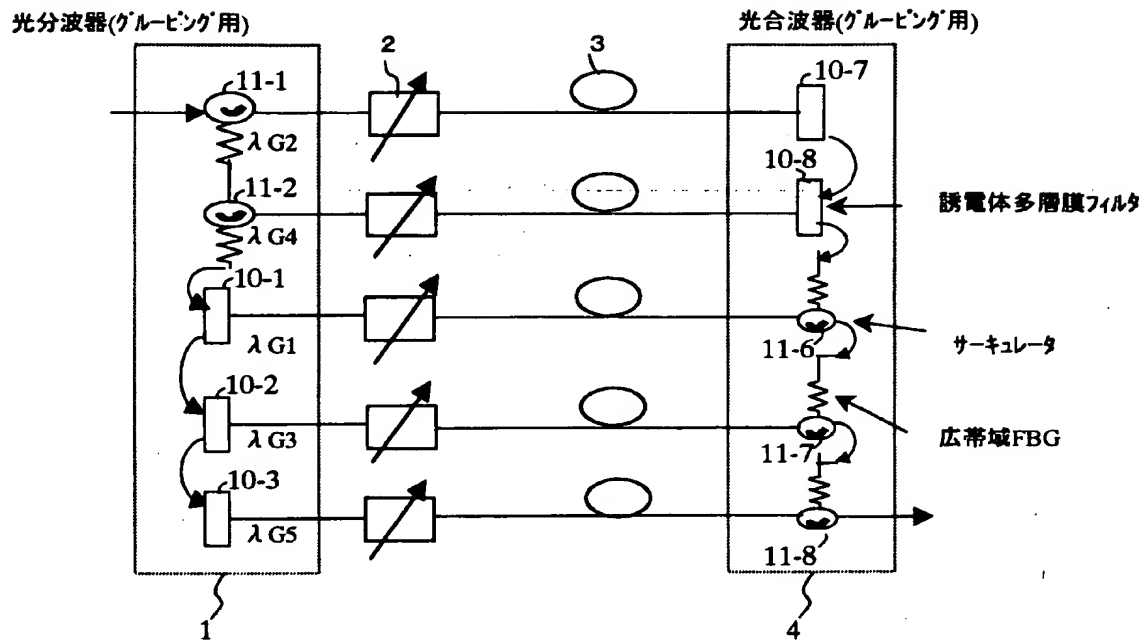 光分波器(グルーピング用)
光合波器(グルーピング用)
11-1
2
3
10-7
λG2
10-8
11-2
誘電体多層膜フィルタ
λG4
10-1
λG1
11-6
サーキュレータ
10-2
λG3
11-7
広帯域FBG
10-3
λG5
11-8
1
4